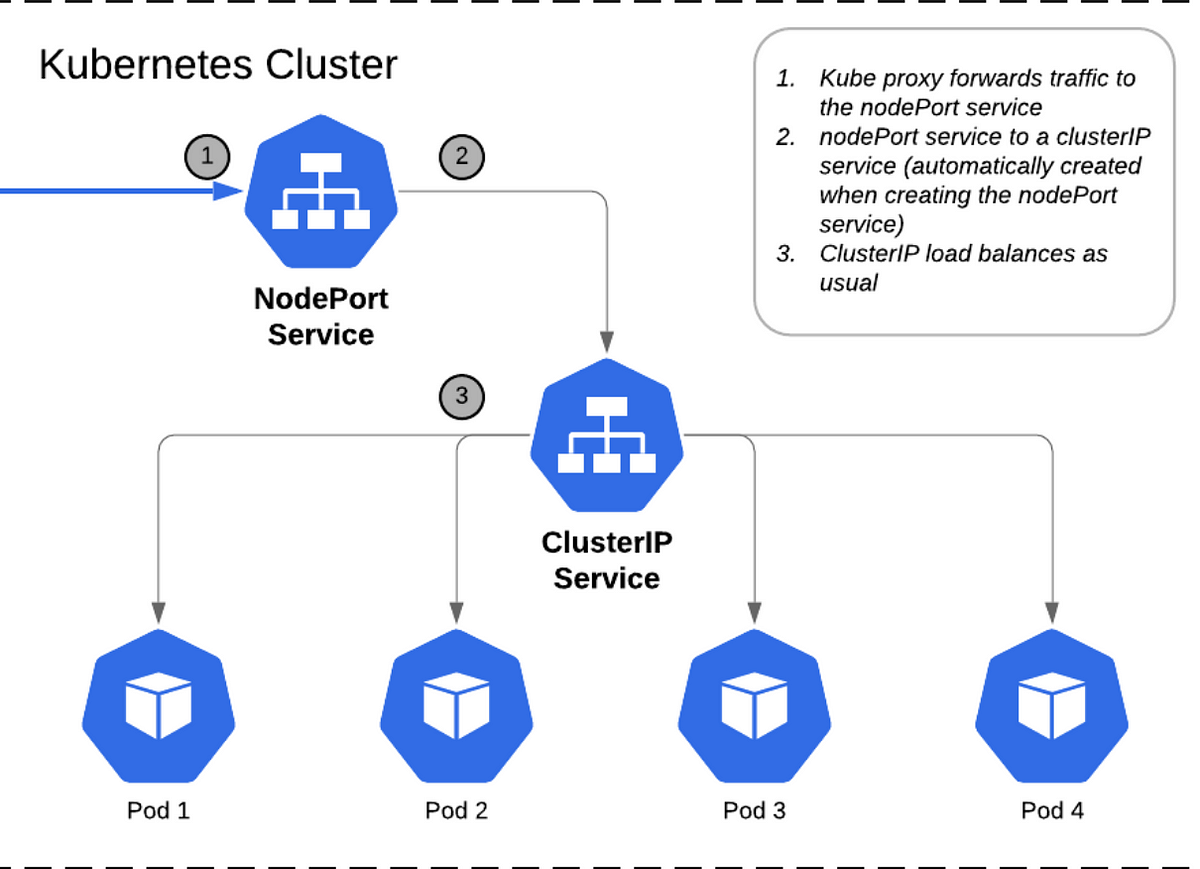 Kubernetes Cluster
1. Kube proxy forwards traffic to
the nodePort service
2. nodePort service to a clusterIP
service (automatically created
when creating the nodePort
service)
3. ClusterIP load balances as
usual
1
2
NodePort
Service
3
ClusterIP
Service
Pod 1
Pod 2
Pod 3
Pod 4